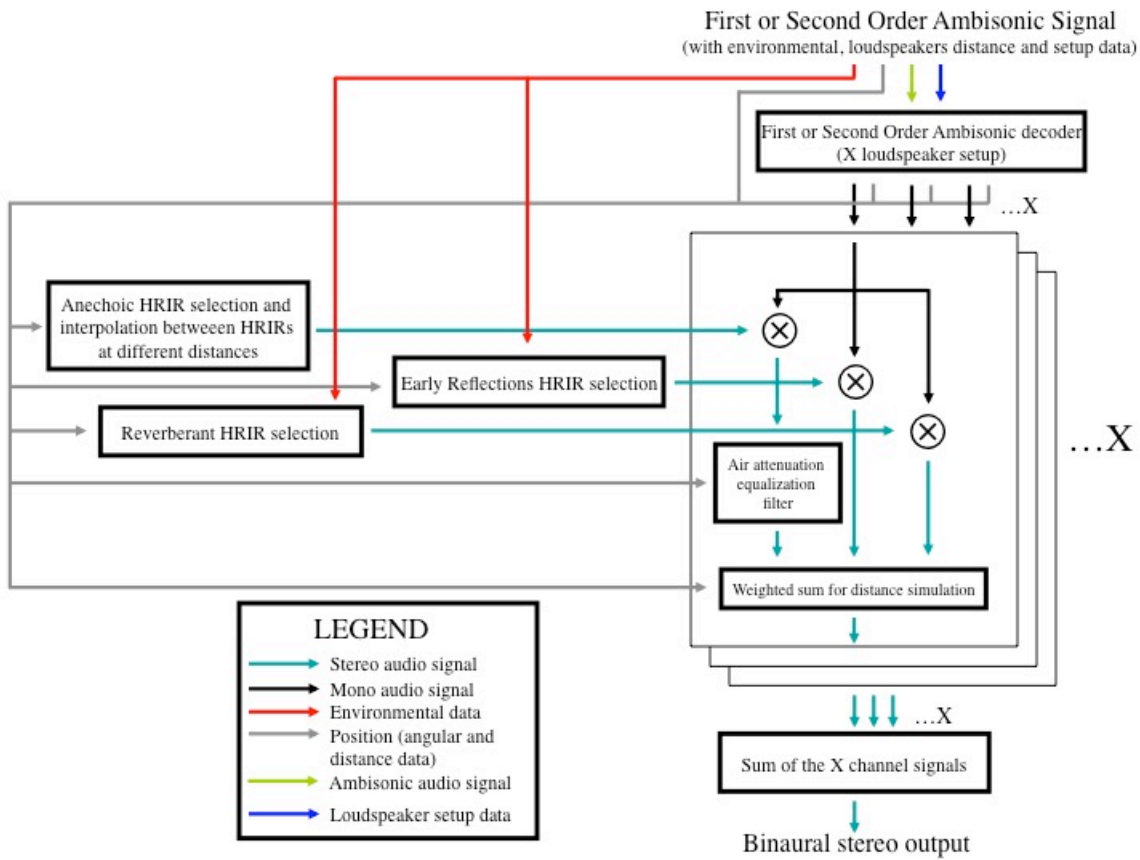 First or Second Order Ambisonic Signal
(with environmental, loudspeakers distance and setup data)
First or Second Order Ambisonic decoder
(X loudspeaker setup)
...X
Anechoic HRIR selection and
interpolation betweeen HRIRs
at different distances
Early Reflections HRIR selection
Reverberant HRIR selection
...X
Air attenuation
equalization
filter
Weighted sum for distance simulation
LEGEND
Stereo audio signal
Mono audio signal
Environmental data
Position (angular and
distance data)
Ambisonic audio signal
Loudspeaker setup data
...X
Sum of the X channel signals
Binaural stereo output